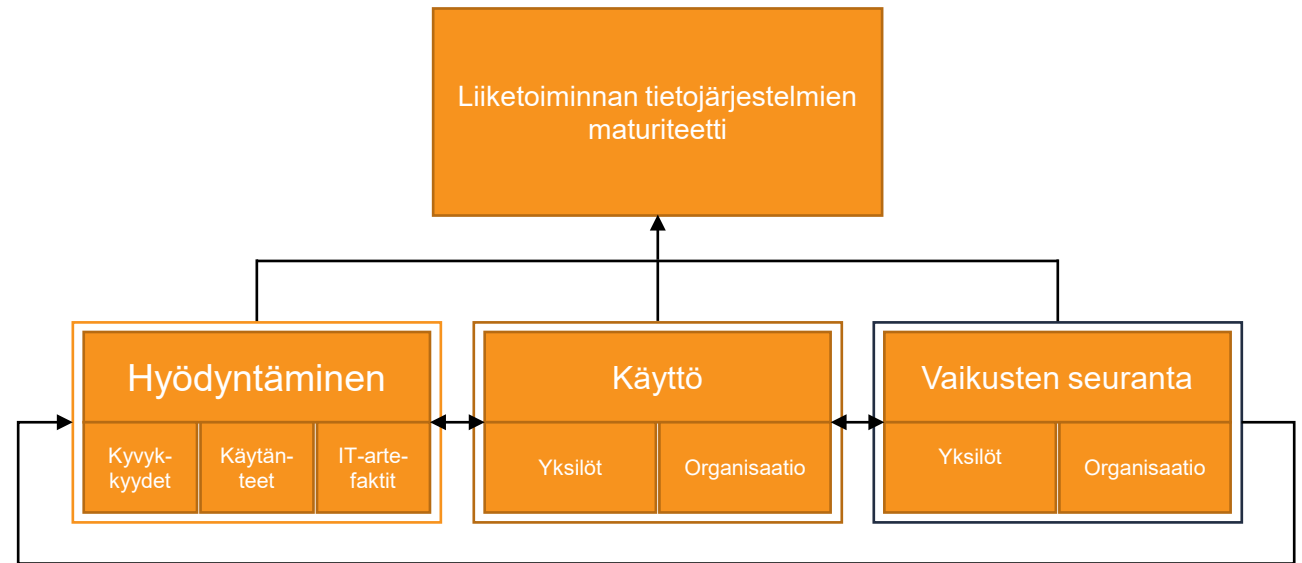 Liiketoiminnan tietojärjestelmien
maturiteetti
Hyödyntäminen
Kyvyk-
kyydet
Käytän-
teet
IT-arte-
faktit
Käyttö
Yksilöt
Organisaatio
Vaikusten seuranta
Yksilöt
Organisaatio